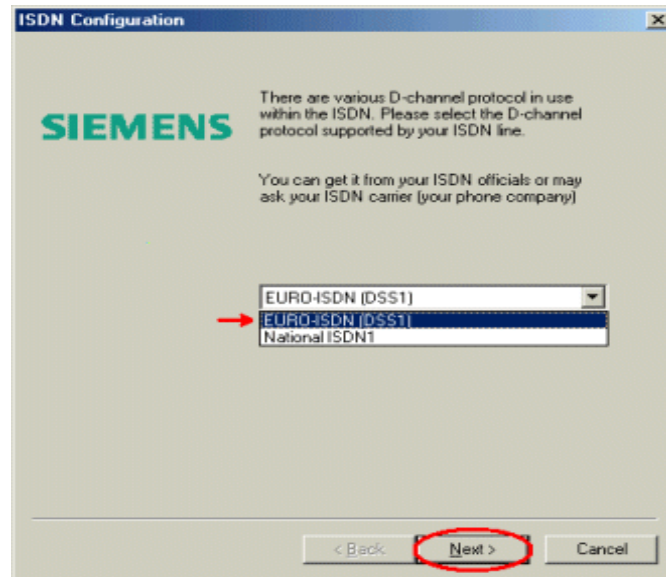 ISDN Configuration
SIEMENS
There are various D-channel protocol in use
within the ISDN. Please select the D-channel
protocol supported by your ISDN line.
You can get it from your ISDN officials or may
ask your ISDN carrier (your phone company)
EURO-ISDN (DSS1)
EURO-ISDN (DSS1)
National ISDN1
< Back
Next >
Cancel